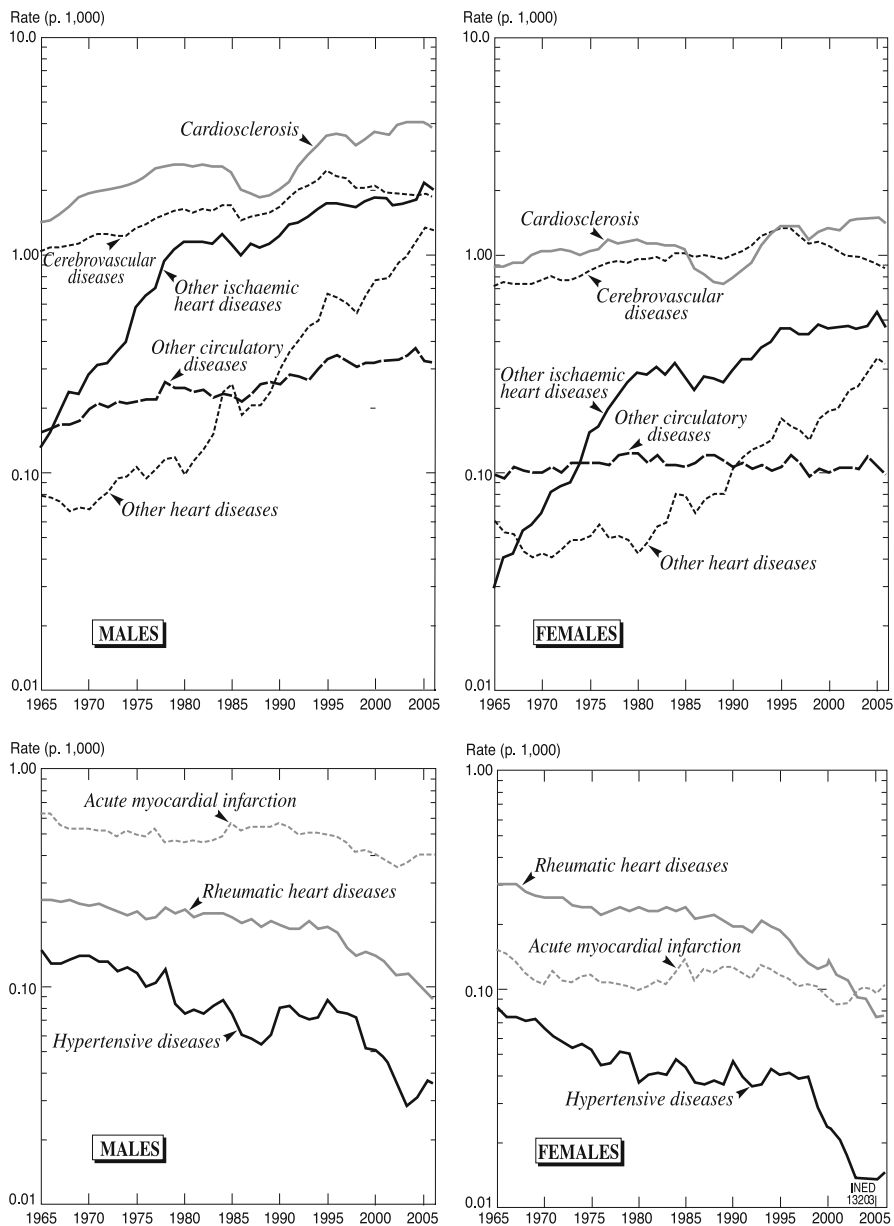 Rate (p. 1,000)
10.0
1.00
0.10
0.01
Cardiosclerosis
Cerebrovascular
diseases
Other ischaemic
heart diseases
Other circulatory
diseases
Other heart diseases
MALES
1965 1970 1975 1980 1985 1990 1995 2000 2005
Rate (p. 1,000)
10.0
1.00
0.10
0.01
Cardiosclerosis
Cerebrovascular
diseases
Other ischaemic
heart diseases
Other circulatory
diseases
Other heart diseases
FEMALES
1965 1970 1975 1980 1985 1990 1995 2000 2005
Rate (p. 1,000)
1.00
0.10
0.01
Acute myocardial infarction
Rheumatic heart diseases
Hypertensive diseases
MALES
1965 1970 1975 1980 1985 1990 1995 2000 2005
Rate (p. 1,000)
1.00
0.10
0.01
Rheumatic heart diseases
Acute myocardial infarction
Hypertensive diseases
FEMALES
INED
13203
1965 1970 1975 1980 1985 1990 1995 2000 2005